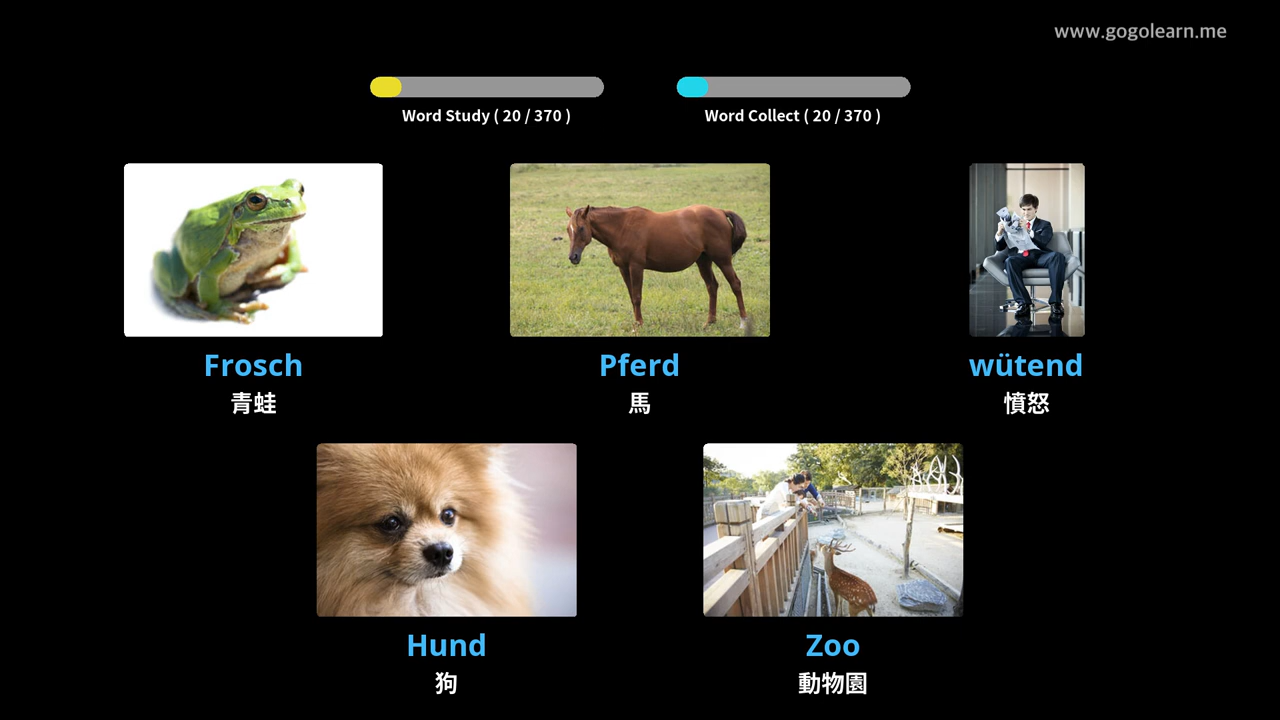 www.gogolearn.me
Word Study ( 20 / 370 )
Word Collect ( 20 / 370 )
Frosch
青蛙
Pferd
馬
wütend
憤怒
Hund
狗
Zoo
動物園